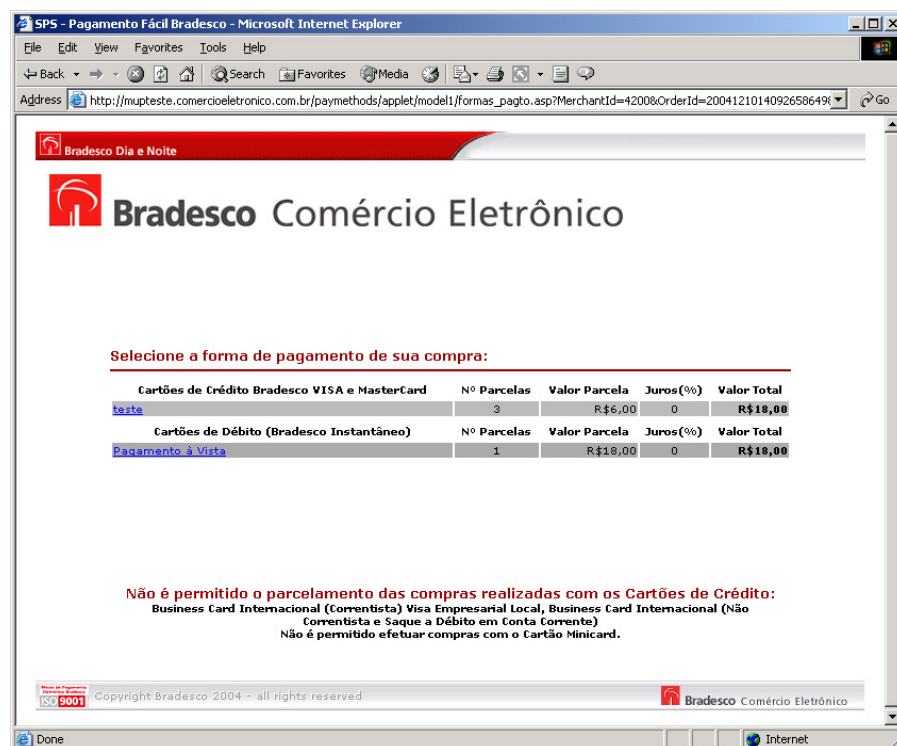 SPS - Pagamento Fácil Bradesco - Microsoft Internet Explorer
File Edit View Favorites Tools Help
Back Search Favorites Media
Address http://mupteste.comercioeletronico.com.br/paymethods/applet/model1/formas_pagto.asp?MerchantId=4200&OrderId=20041210140926586498 Go
Bradesco Dia e Noite
Bradesco Comércio Eletrônico
Selecione a forma de pagamento de sua compra:
Cartões de Crédito Bradesco VISA e MasterCard Nº Parcelas Valor Parcela Juros(%) Valor Total
teste 3 R$6,00 0 R$18,00
Cartões de Débito (Bradesco Instantâneo) Nº Parcelas Valor Parcela Juros(%) Valor Total
Pagamento à Vista 1 R$18,00 0 R$18,00
Não é permitido o parcelamento das compras realizadas com os Cartões de Crédito:
Business Card Internacional (Correntista) Visa Empresarial Local, Business Card Internacional (Não
Correntista e Saque a Débito em Conta Corrente)
Não é permitido efetuar compras com o Cartão Minicard.
ISO 9001 Copyright Bradesco 2004 - all rights reserved Bradesco Comércio Eletrônico
Done Internet